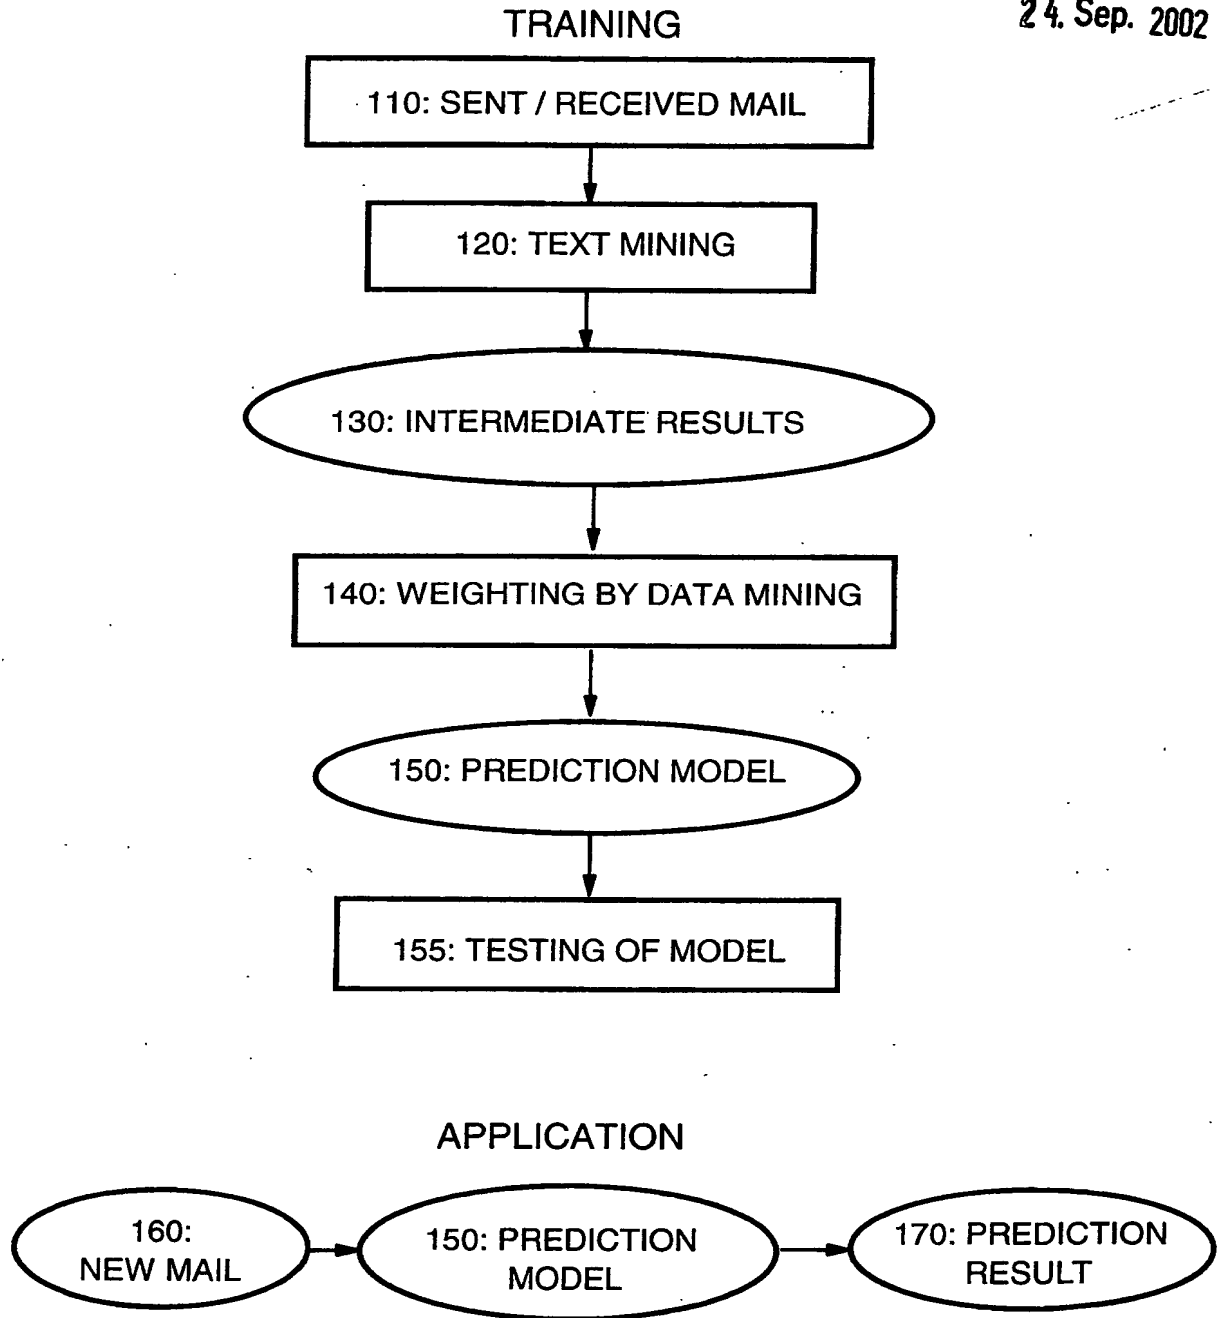 TRAINING
24. Sep. 2002
110: SENT / RECEIVED MAIL
120: TEXT MINING
130: INTERMEDIATE RESULTS
140: WEIGHTING BY DATA MINING
150: PREDICTION MODEL
155: TESTING OF MODEL
APPLICATION
160:
NEW MAIL
150: PREDICTION
MODEL
170: PREDICTION
RESULT